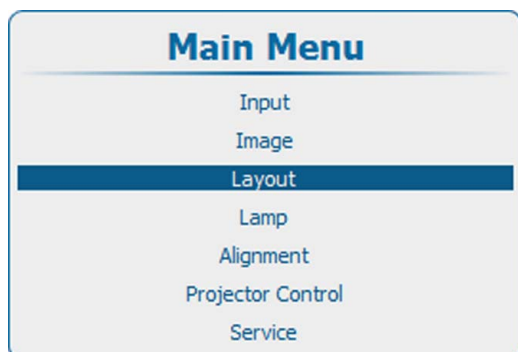 Main Menu
Input
Image
Layout
Lamp
Alignment
Projector Control
Service